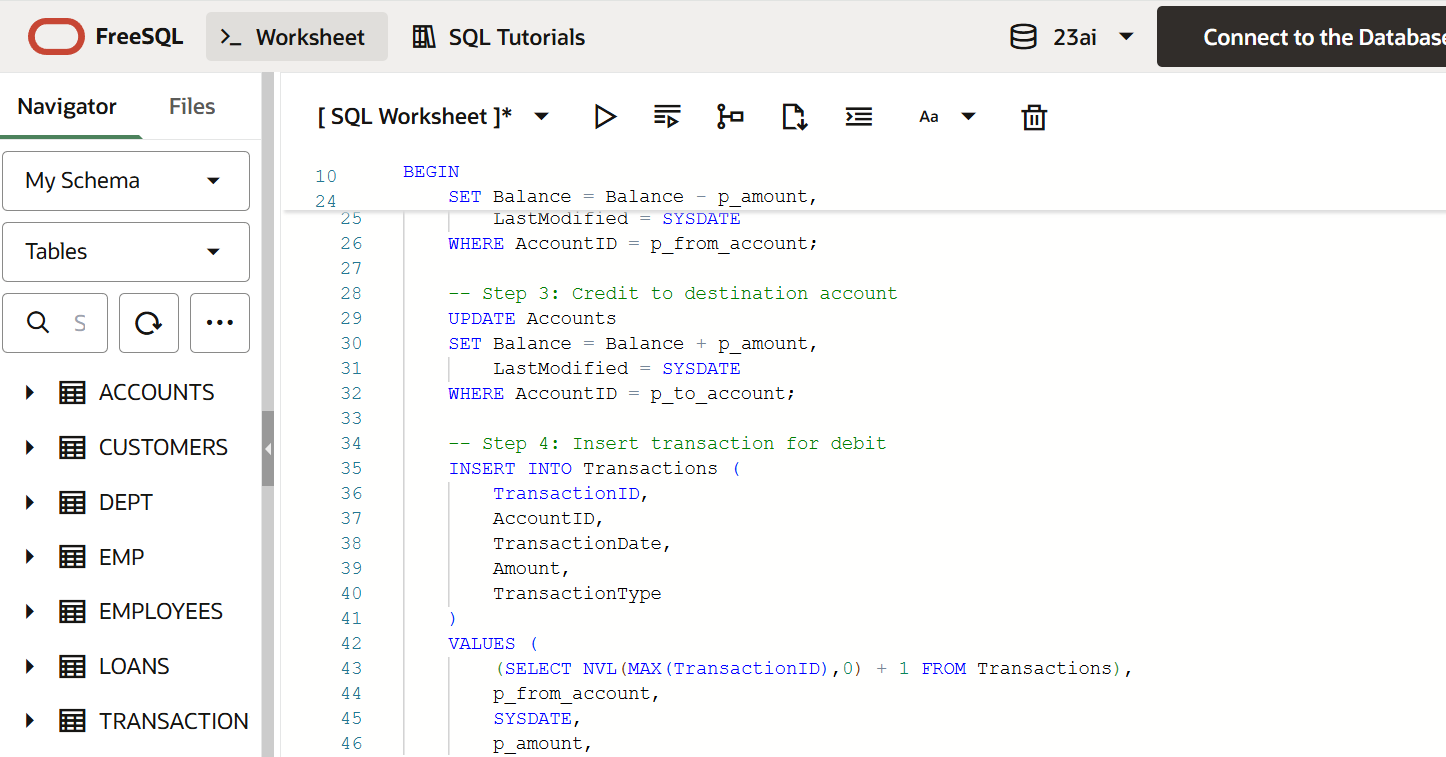 FreeSQL
>_ Worksheet
SQL Tutorials
23ai
Connect to the Database
Navigator
Files
My Schema
Tables
S
ACCOUNTS
CUSTOMERS
DEPT
EMP
EMPLOYEES
LOANS
TRANSACTION
[ SQL Worksheet ]*
Aa
10 BEGIN
24 SET Balance = Balance - p_amount,
25 LastModified = SYSDATE
26 WHERE AccountID = p_from_account;
27
28 -- Step 3: Credit to destination account
29 UPDATE Accounts
30 SET Balance = Balance + p_amount,
31 LastModified = SYSDATE
32 WHERE AccountID = p_to_account;
33
34 -- Step 4: Insert transaction for debit
35 INSERT INTO Transactions (
36 TransactionID,
37 AccountID,
38 TransactionDate,
39 Amount,
40 TransactionType
41 )
42 VALUES (
43 (SELECT NVL(MAX(TransactionID),0) + 1 FROM Transactions),
44 p_from_account,
45 SYSDATE,
46 p_amount,